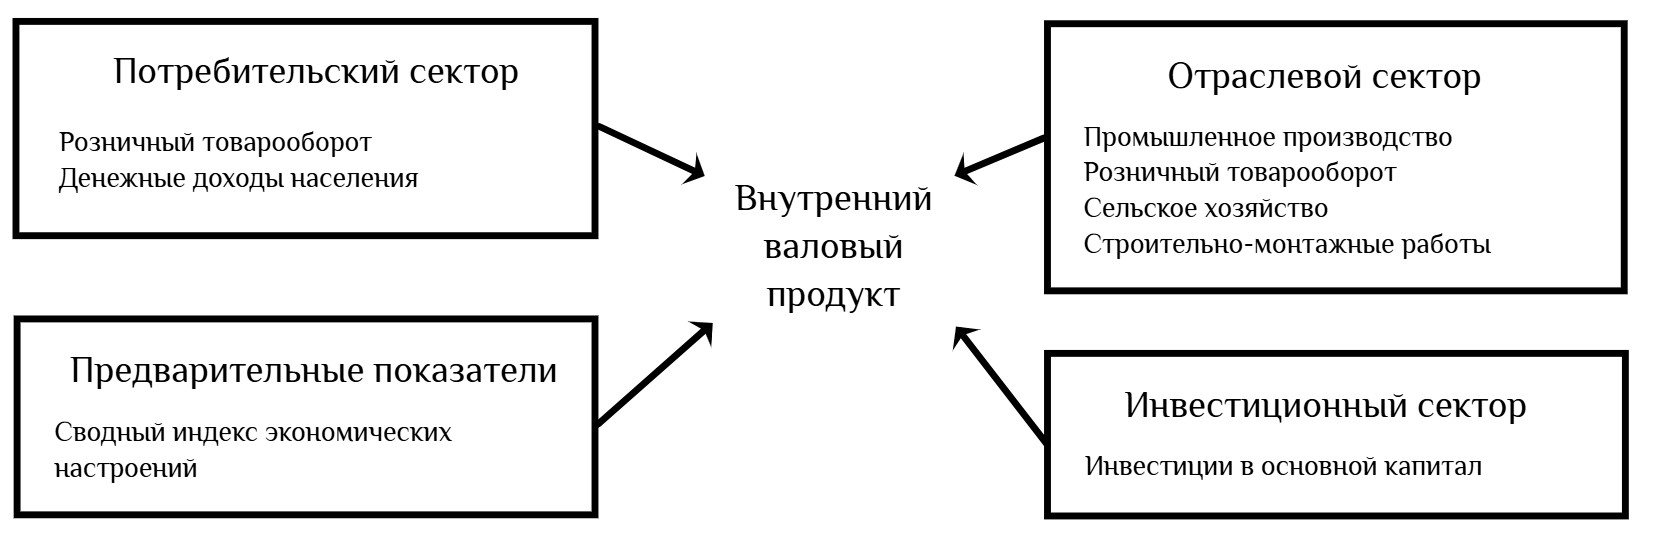 Потребительский сектор
Розничный товарооборот
Денежные доходы населения
Отраслевой сектор
Промышленное производство
Розничный товарооборот
Сельское хозяйство
Строительно-монтажные работы
Внутренний
валовый
продукт
Предварительные показатели
Сводный индекс экономических
настроений
Инвестиционный сектор
Инвестиции в основной капитал